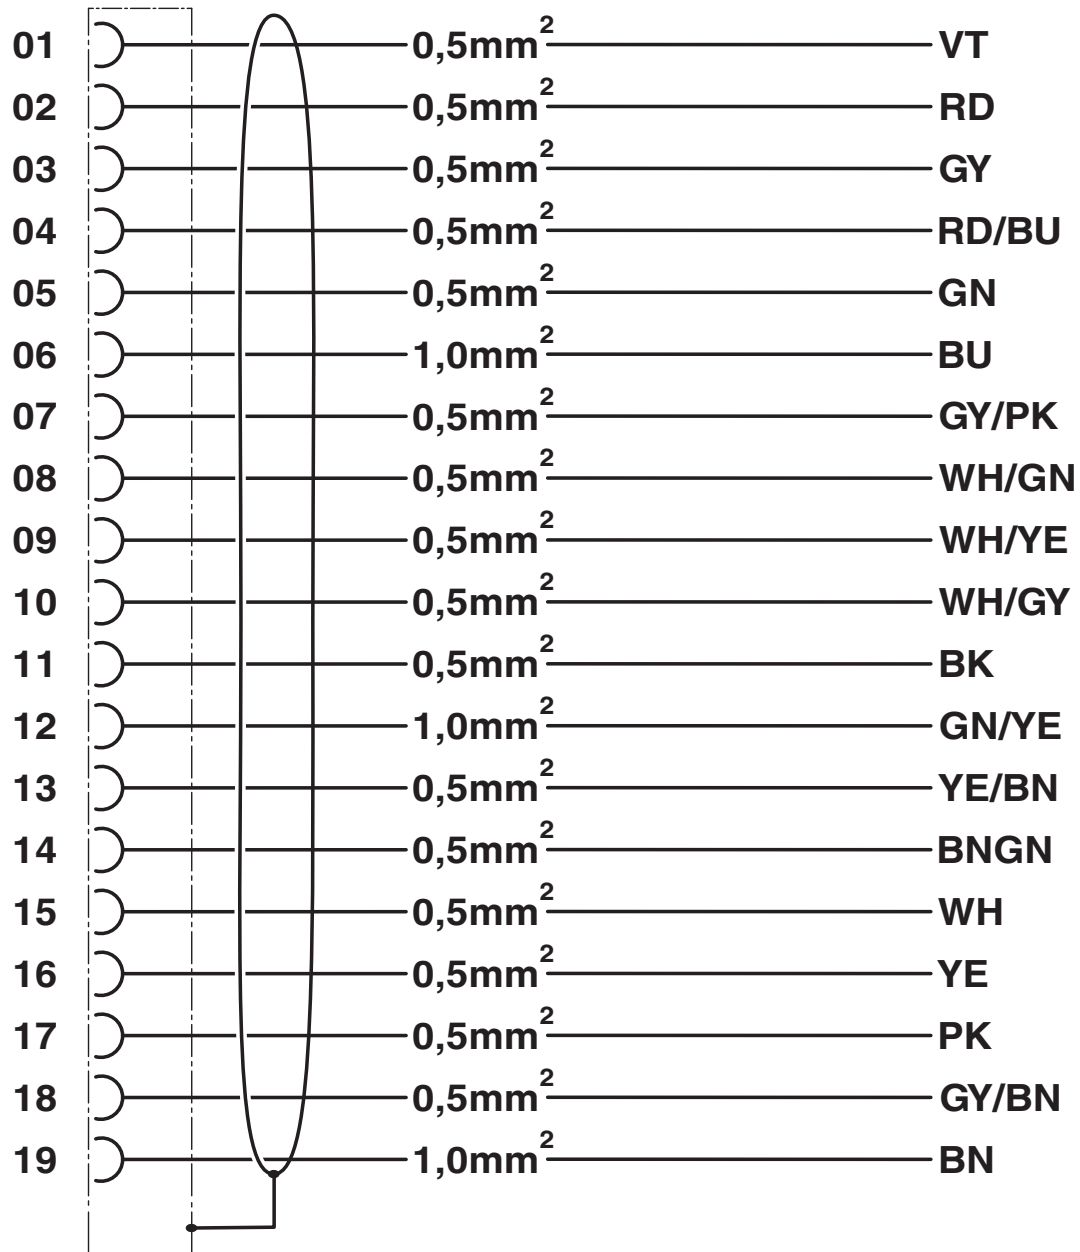 01 0,5mm² VT
02 0,5mm² RD
03 0,5mm² GY
04 0,5mm² RD/BU
05 0,5mm² GN
06 1,0mm² BU
07 0,5mm² GY/PK
08 0,5mm² WH/GN
09 0,5mm² WH/YE
10 0,5mm² WH/GY
11 0,5mm² BK
12 1,0mm² GN/YE
13 0,5mm² YE/BN
14 0,5mm² BNGN
15 0,5mm² WH
16 0,5mm² YE
17 0,5mm² PK
18 0,5mm² GY/BN
19 1,0mm² BN